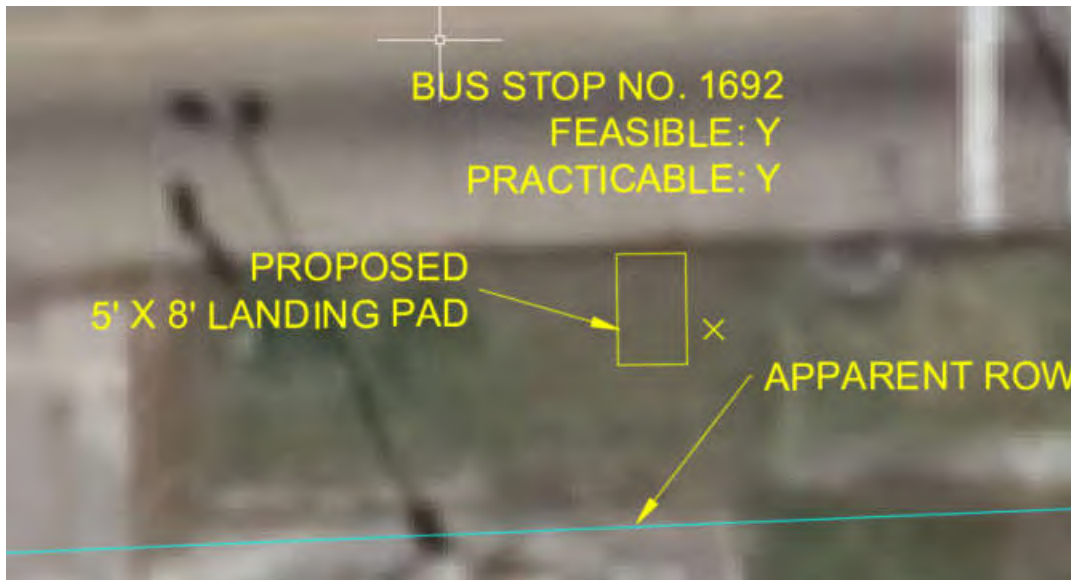 BUS STOP NO. 1692
FEASIBLE: Y
PRACTICABLE: Y
PROPOSED
5' X 8' LANDING PAD
APPARENT ROW